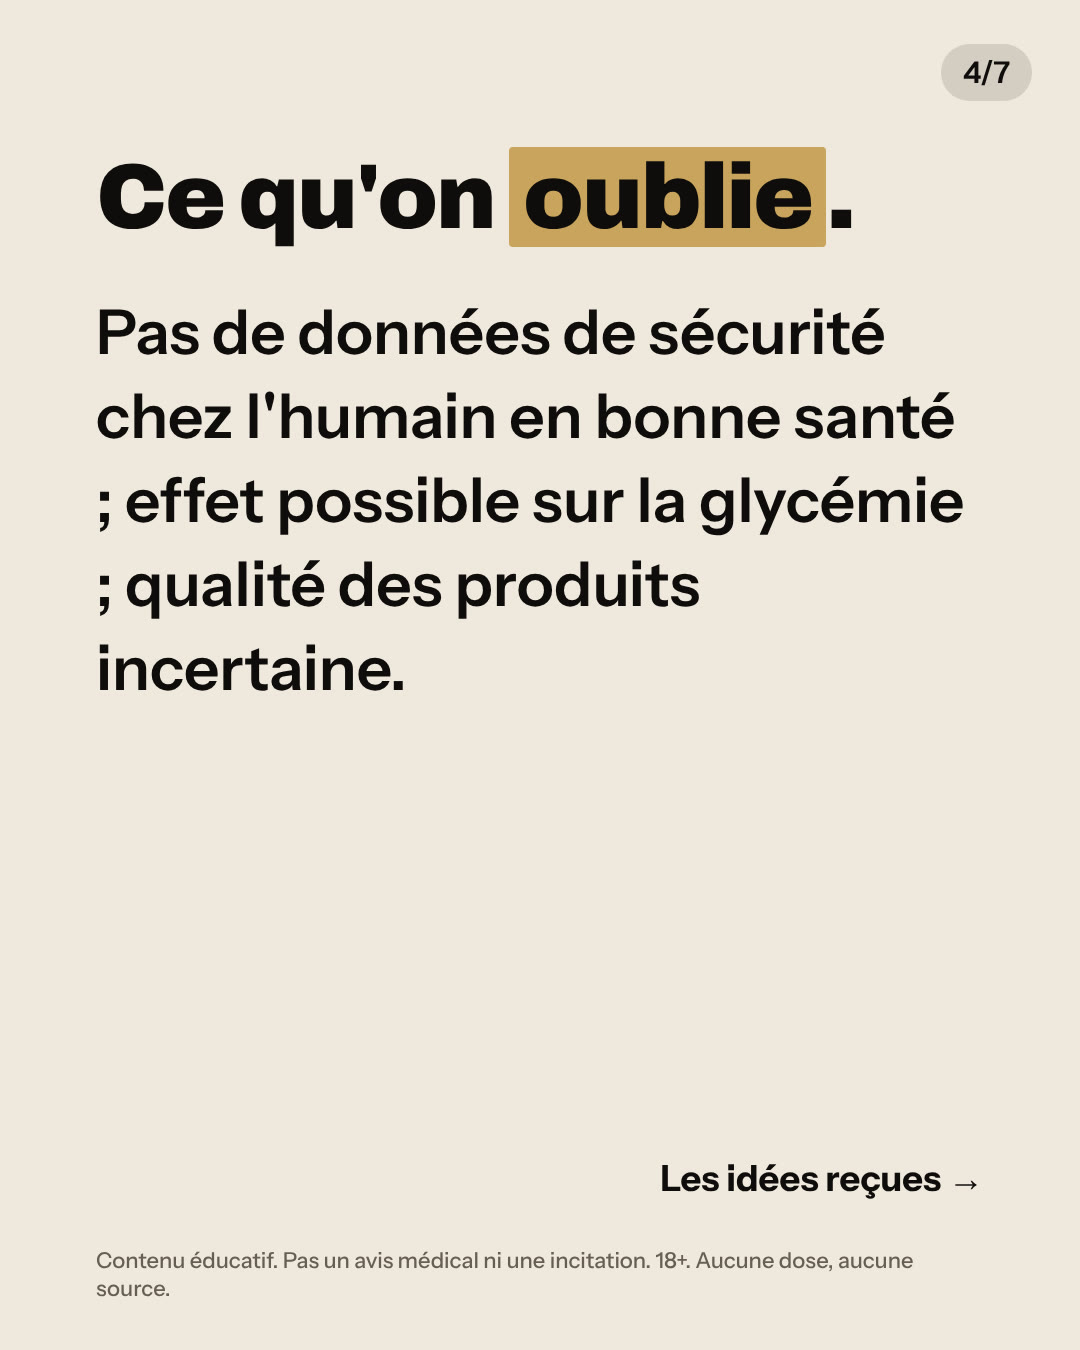 4/7
Ce qu'on oublie.
Pas de données de sécurité
chez l'humain en bonne santé
; effet possible sur la glycémie
; qualité des produits
incertaine.
Les idées reçues →
Contenu éducatif. Pas un avis médical ni une incitation. 18+. Aucune dose, aucune
source.